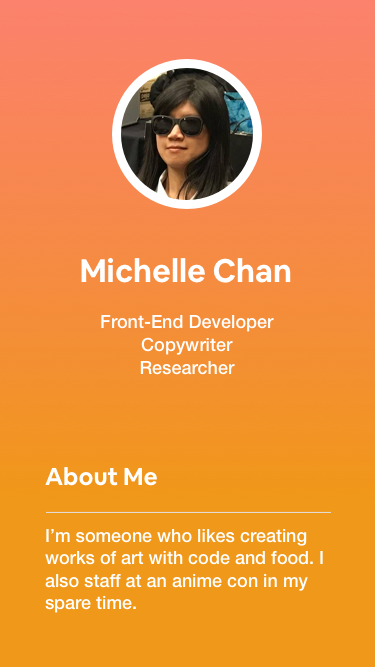 Michelle Chan
Front-End Developer
Copywriter
Researcher
About Me
I’m someone who likes creating
works of art with code and food. I
also staff at an anime con in my
spare time.